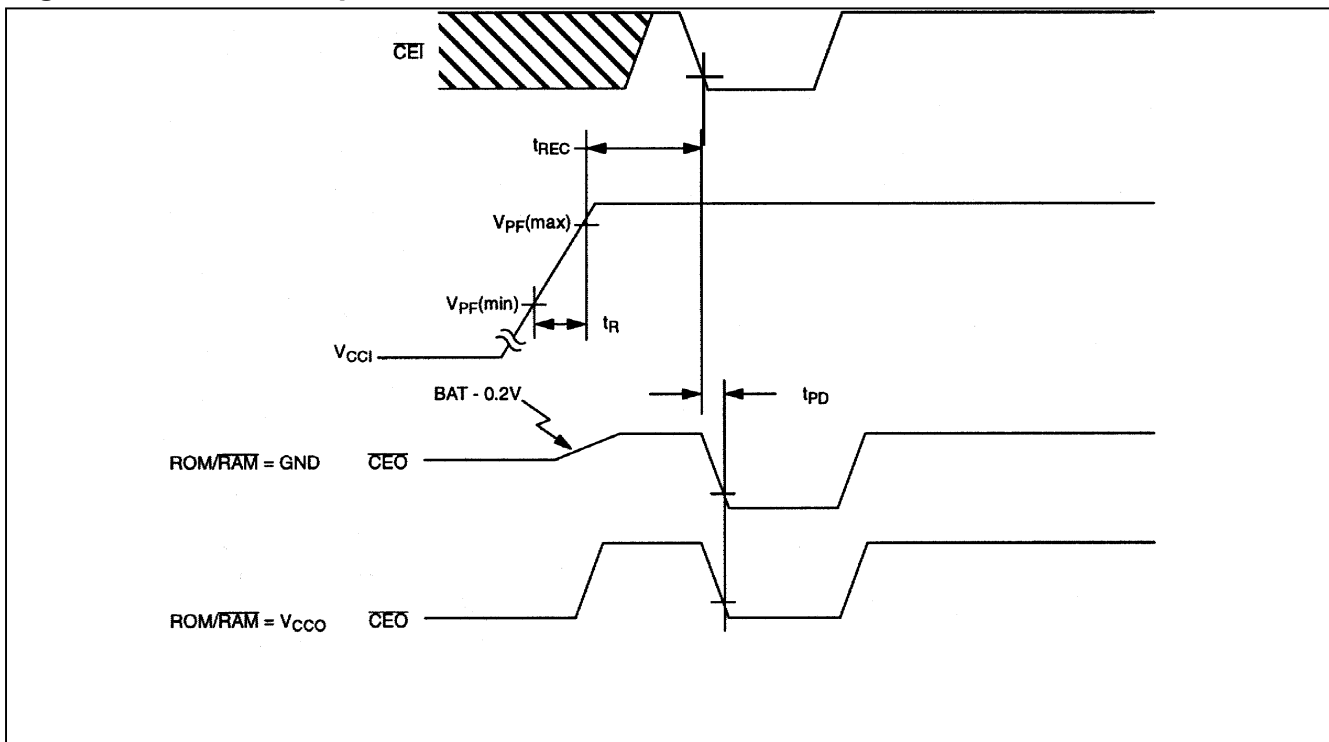 CEI
tREC
VPF(max)
VPF(min)
tR
VCCI
BAT - 0.2V
tPD
ROM/RAM = GND CEO
ROM/RAM = VCCO CEO